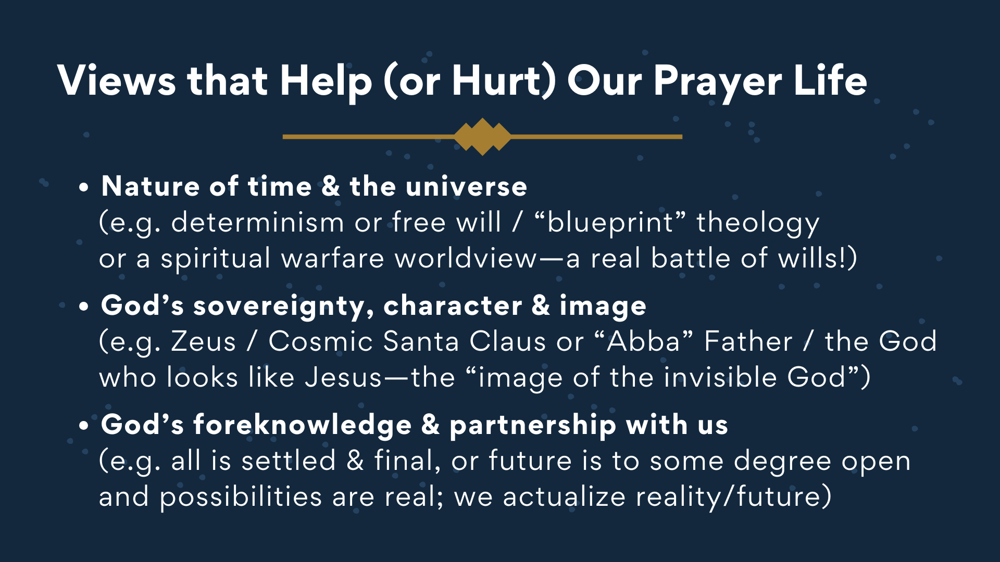 Views that Help (or Hurt) Our Prayer Life
• Nature of time & the universe
(e.g. determinism or free will / “blueprint” theology
or a spiritual warfare worldview—a real battle of wills!)
• God’s sovereignty, character & image
(e.g. Zeus / Cosmic Santa Claus or “Abba” Father / the God
who looks like Jesus—the “image of the invisible God”)
• God’s foreknowledge & partnership with us
(e.g. all is settled & final, or future is to some degree open
and possibilities are real; we actualize reality/future)